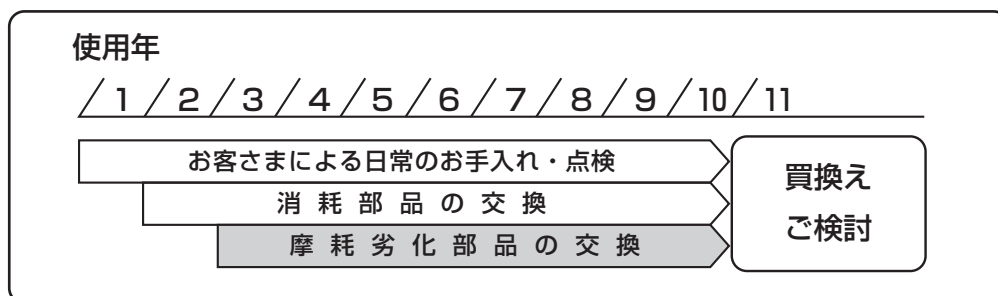 使用年
1 2 3 4 5 6 7 8 9 10 11
お客さまによる日常のお手入れ・点検
消耗部品の交換
摩耗劣化部品の交換
買換え
ご検討